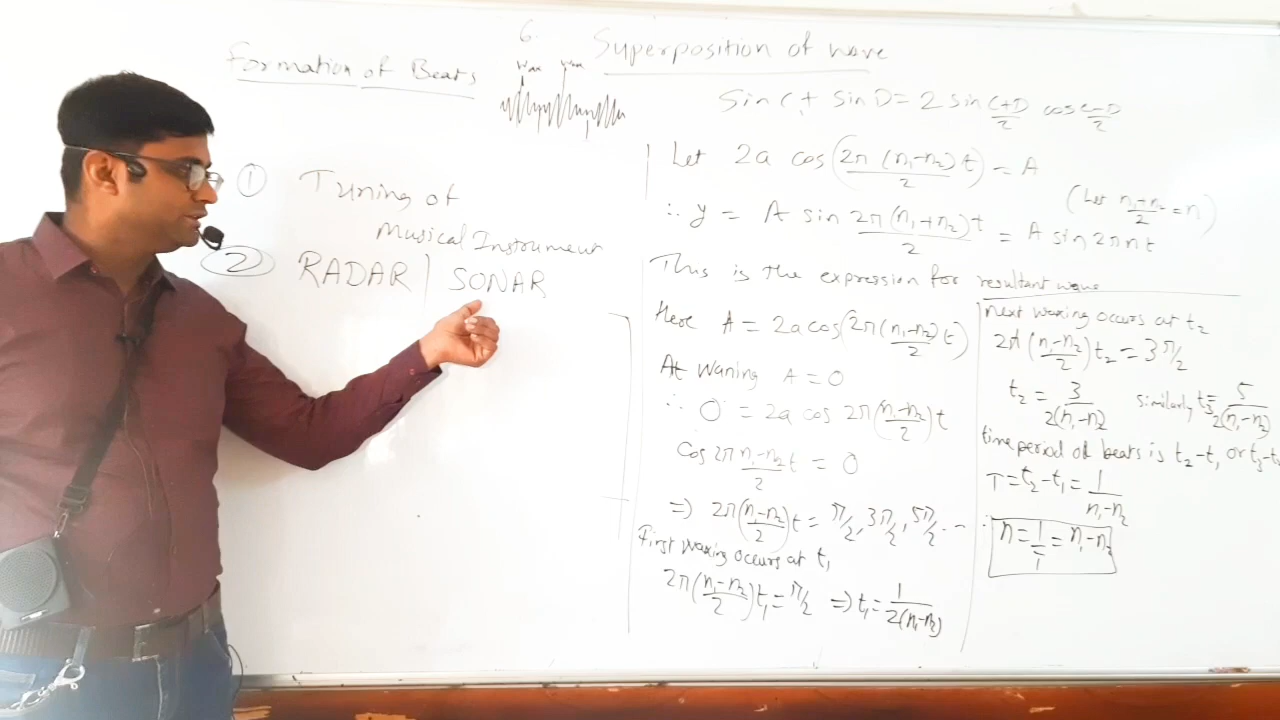 6. Superposition of wave
Formation of Beats
Wax Wax
Sin C + Sin D = 2 Sin C+D/2 cos C-D/2
① Tuning of
Musical Instrument
② RADAR | SONAR
Let 2a cos(2π (n₁-n₂)/2 t) = A
∴ y = A sin 2π(n₁+n₂)t/2 = A sin 2πnt
(Let n₁+n₂/2 = n)
This is the expression for resultant wave
Here A = 2a cos(2π(n₁-n₂)/2 t)
At Waning A = 0
∴ 0 = 2a cos 2π(n₁-n₂/2)t
Cos 2π n₁-n₂/2 t = 0
=> 2π(n₁-n₂/2)t = π/2, 3π/2, 5π/2 ---
First Waxing occurs at t₁
2π(n₁-n₂/2)t₁ = π/2 => t₁ = 1/2(n₁-n₂)
next waxing occurs at t₂
2π(n₁-n₂/2)t₂ = 3π/2
t₂ = 3/2(n₁-n₂) similarly t₃ = 5/2(n₁-n₂)
time period of beats is t₂-t₁ or t₃-t₂
T = t₂-t₁ = 1/n₁-n₂
∴ n = 1/T = n₁-n₂